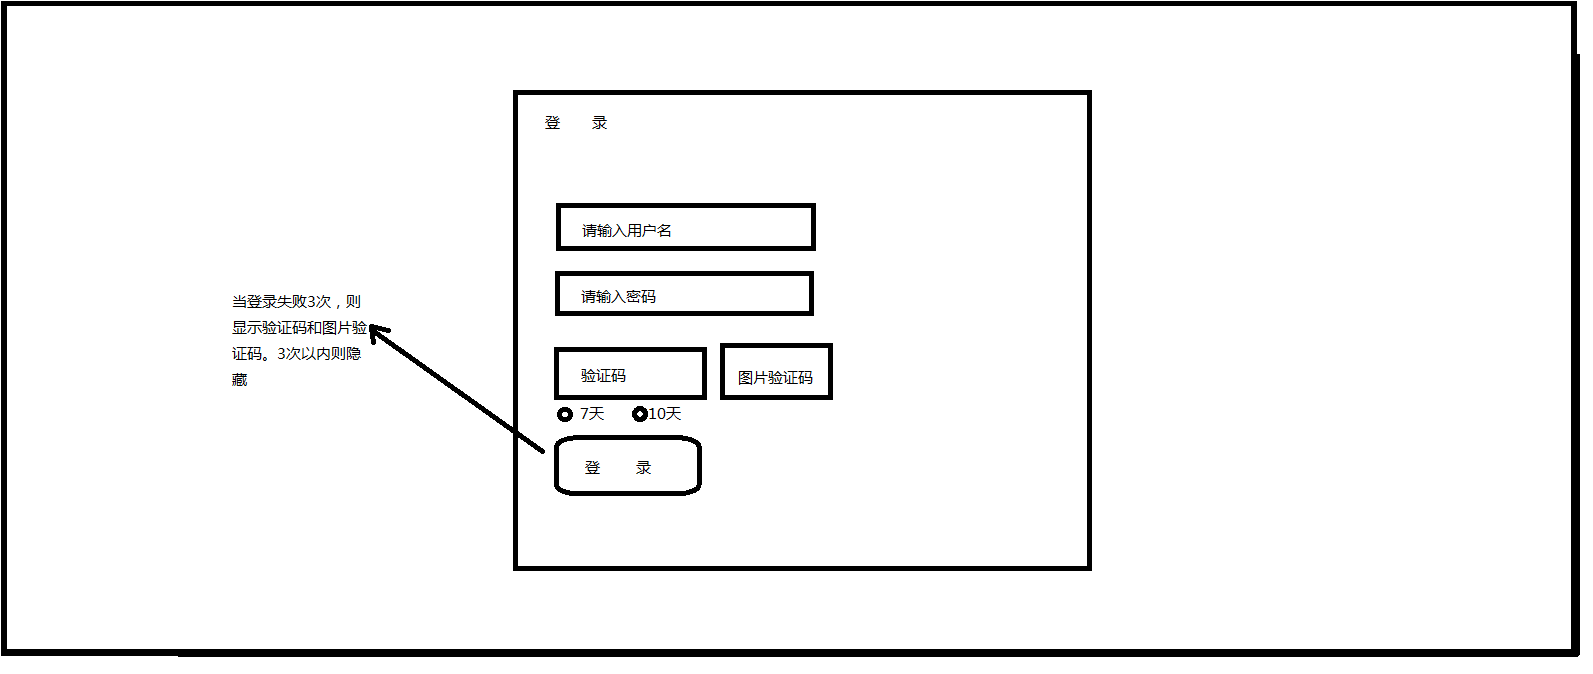 登 录
请输入用户名
请输入密码
当登录失败3次，则
显示验证码和图片验
证码。3次以内则隐
藏
验证码
图片验证码
7天
10天
登 录